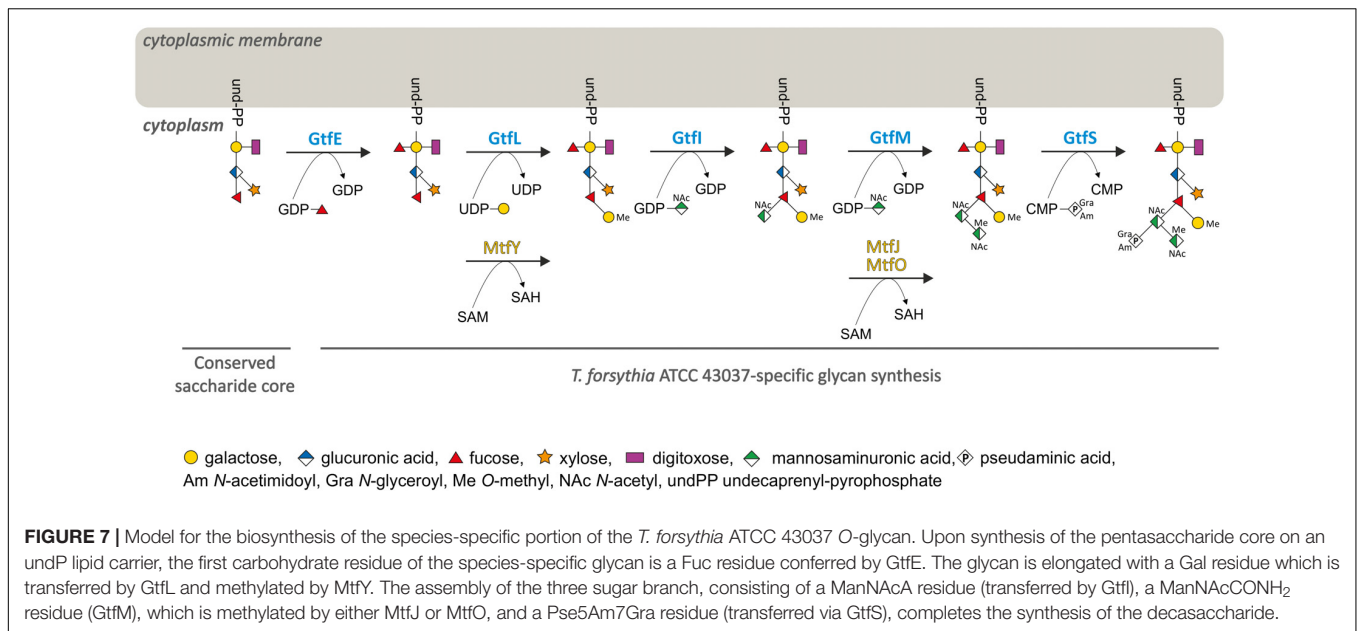 cytoplasmic membrane
und-PP und-PP und-PP und-PP und-PP und-PP
cytoplasm
GtfE GtfL GtfI GtfM GtfS
GDP UDP GDP GDP CMP
GDP UDP GDP NAc GDP NAc CMP P Gra Am
Me
NAc Me
NAc Me NAc Me
Gra Am P NAc Me NAc Me
MtfY
SAM SAH
MtfJ
MtfO
SAM SAH
Conserved
saccharide core
T. forsythia ATCC 43037-specific glycan synthesis
galactose, glucuronic acid, fucose, xylose, digitoxose, mannosaminuronic acid, P pseudaminic acid,
Am N-acetimidoyl, Gra N-glyceroyl, Me O-methyl, NAc N-acetyl, undPP undecaprenyl-pyrophosphate
FIGURE 7 | Model for the biosynthesis of the species-specific portion of the T. forsythia ATCC 43037 O-glycan. Upon synthesis of the pentasaccharide core on an
undP lipid carrier, the first carbohydrate residue of the species-specific glycan is a Fuc residue conferred by GtfE. The glycan is elongated with a Gal residue which is
transferred by GtfL and methylated by MtfY. The assembly of the three sugar branch, consisting of a ManNAcA residue (transferred by GtfI), a ManNAcCONH₂
residue (GtfM), which is methylated by either MtfJ or MtfO, and a Pse5Am7Gra residue (transferred via GtfS), completes the synthesis of the decasaccharide.